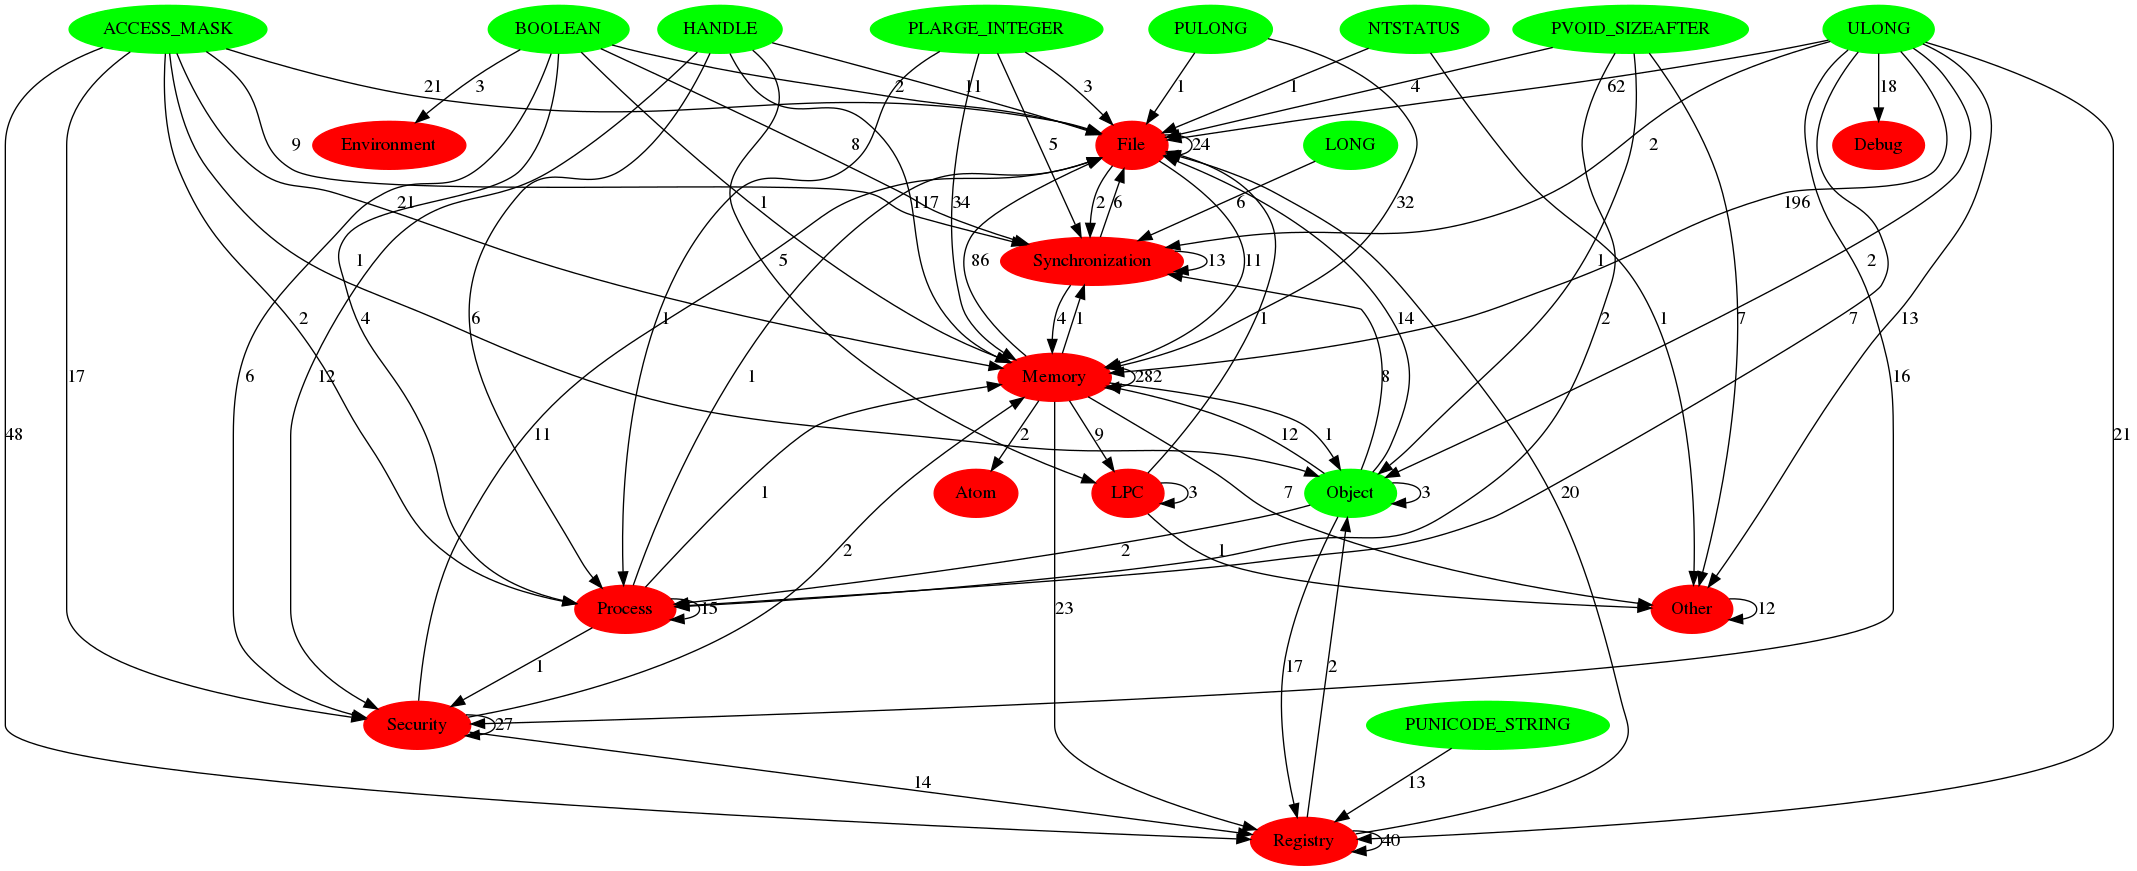 ACCESS_MASK BOOLEAN HANDLE PLARGE_INTEGER PULONG NTSTATUS PVOID_SIZEAFTER ULONG
3 21 2 11 3 1 1 4 62 18
Environment File LONG Debug
9 8 5 24 2
21 1 117 34 2 6 32 6 196
Synchronization
1 5 86 13 11 1 2
2 4 6 1 4 1 1 14 2 1 7 7 13
Memory
282 8 16
48 17 6 12 11 2 9 12 1 21
Atom LPC Object
1 3 7 3 20
2 2 1
Process Other
15 23 12
1 17 2
Security PUNICODE_STRING
27
14 13
Registry
40